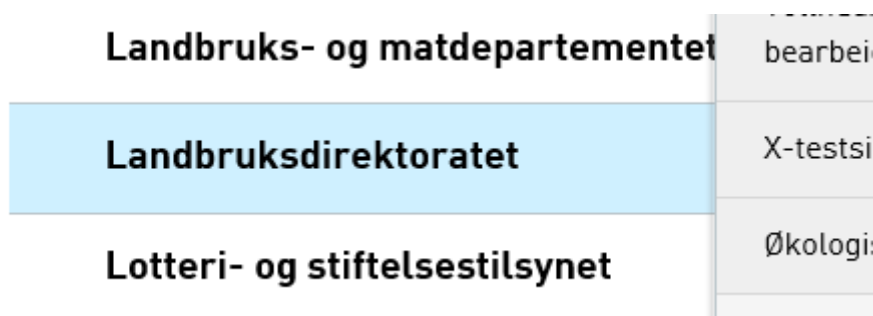 Landbruks- og matdepartementet
Landbruksdirektoratet
Lotteri- og stiftelsestilsynet